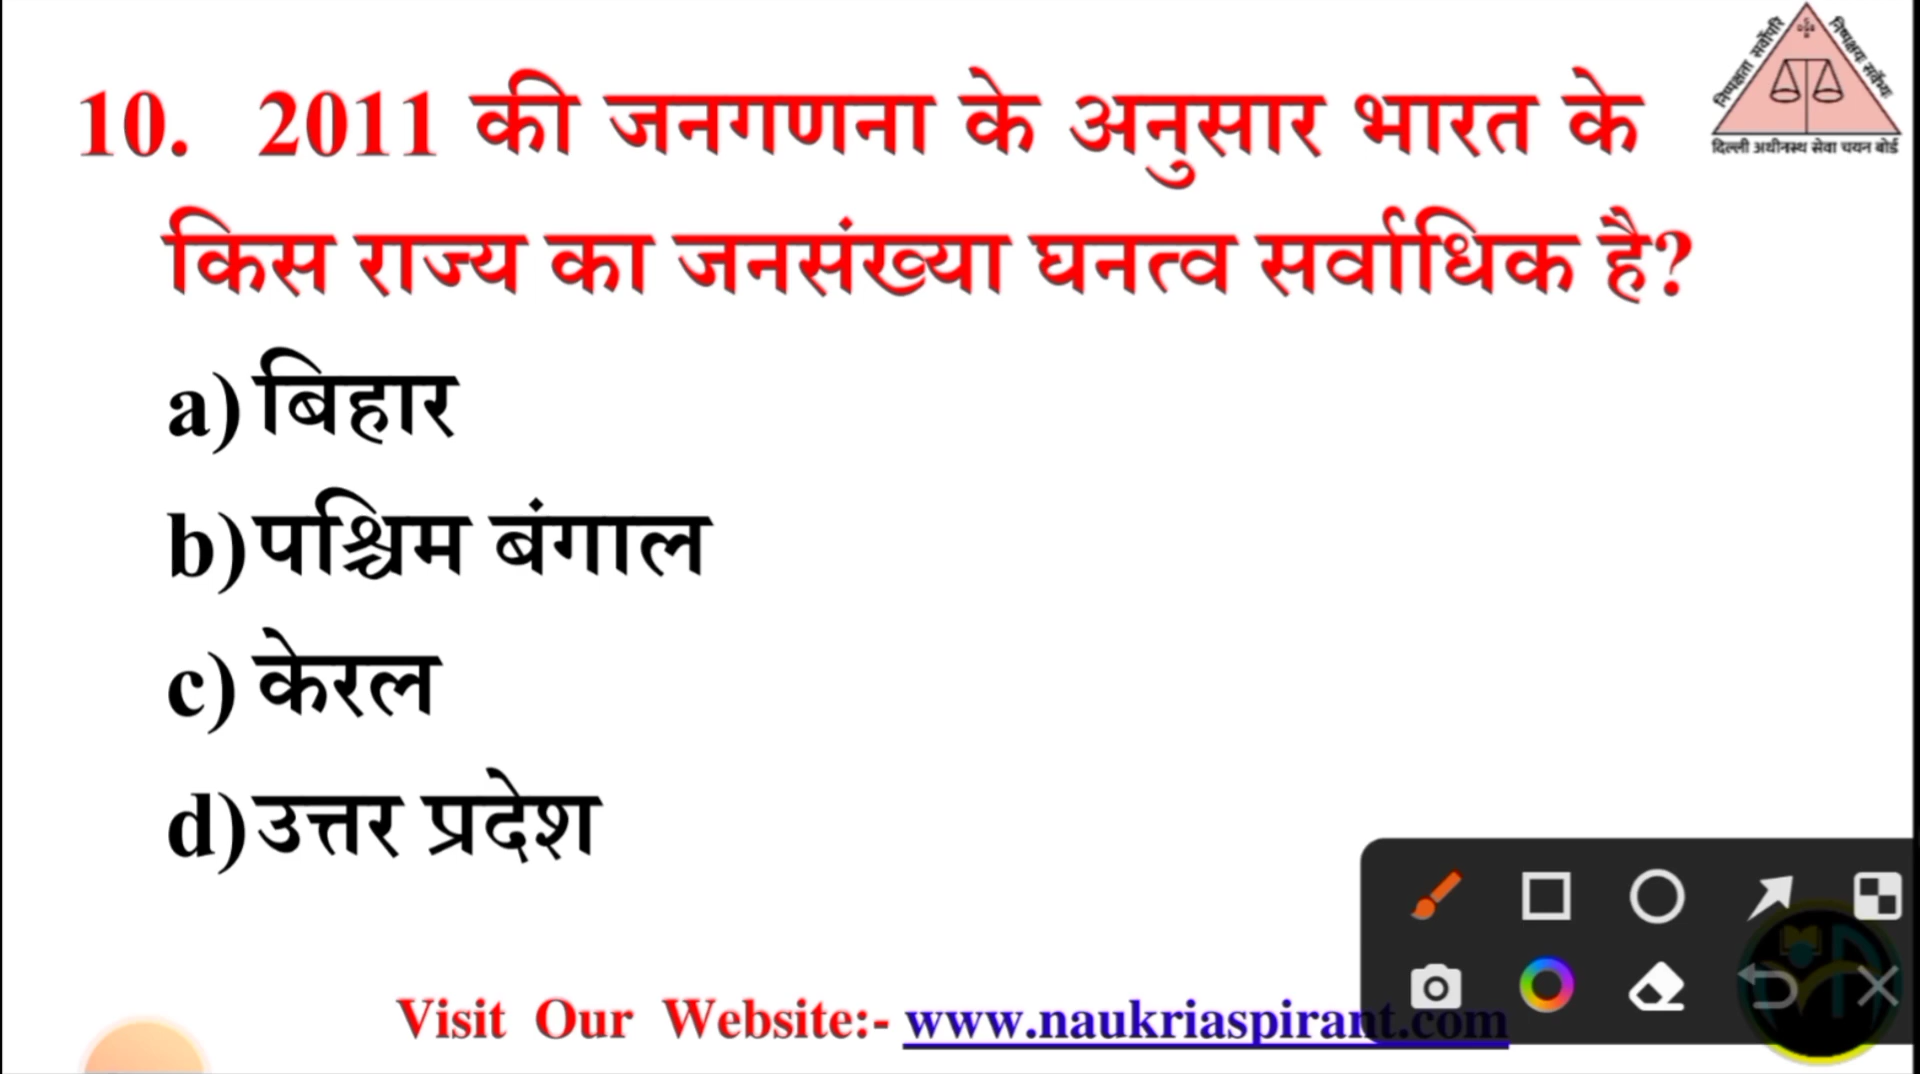 10. 2011 की जनगणना के अनुसार भारत के
किस राज्य का जनसंख्या घनत्व सर्वाधिक है?
a) बिहार
b) पश्चिम बंगाल
c) केरल
d) उत्तर प्रदेश
Visit Our Website:- www.naukriaspirant.com
दिल्ली अधीनस्थ सेवा चयन बोर्ड